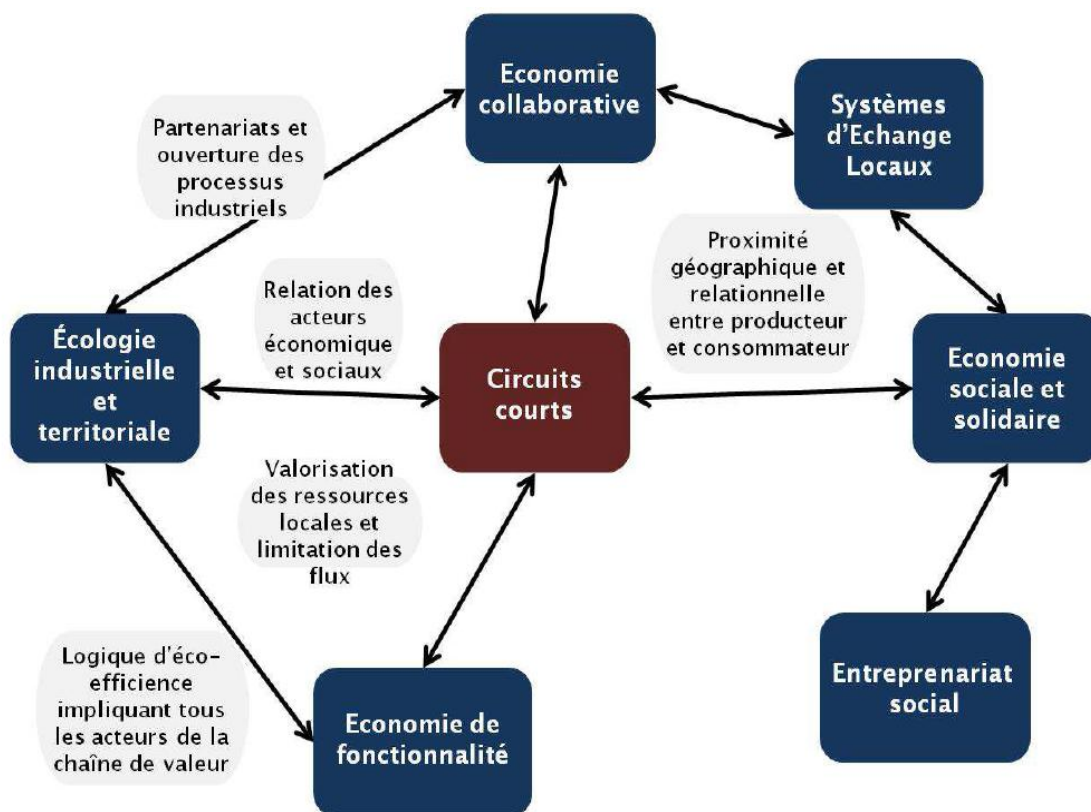 Economie
collaborative
Systèmes
d'Echange
Locaux
Partenariats et
ouverture des
processus
industriels
Proximité
géographique et
relationnelle
entre producteur
et consommateur
Relation des
acteurs
économique
et sociaux
Écologie
industrielle
et
territoriale
Circuits
courts
Economie
sociale et
solidaire
Valorisation
des ressources
locales et
limitation des
flux
Logique d'éco-
efficience
impliquant tous
les acteurs de la
chaîne de valeur
Economie de
fonctionnalité
Entreprenariat
social